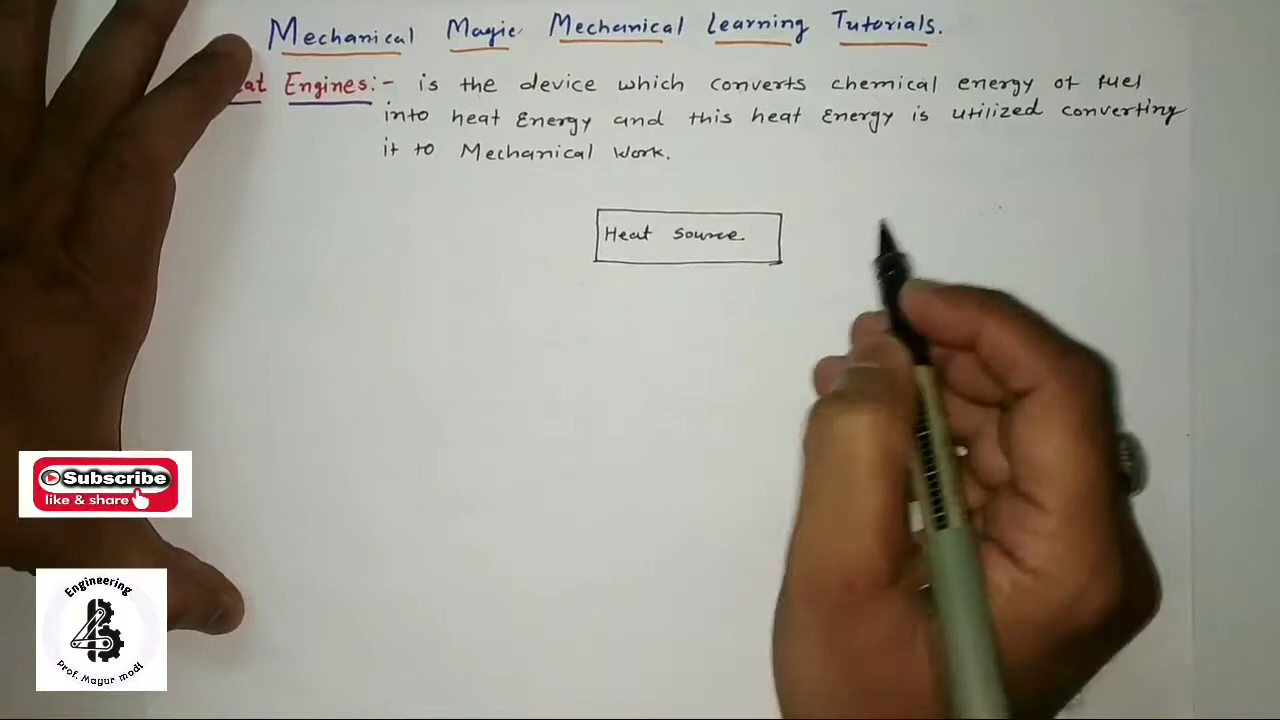 Mechanical Magic Mechanical Learning Tutorials.
eat Engines:- is the device which converts chemical energy of fuel
into heat Energy and this heat Energy is utilized converting
it to Mechanical Work.
Heat Source
Subscribe
like & share
Engineering
Prof. Mayur modi